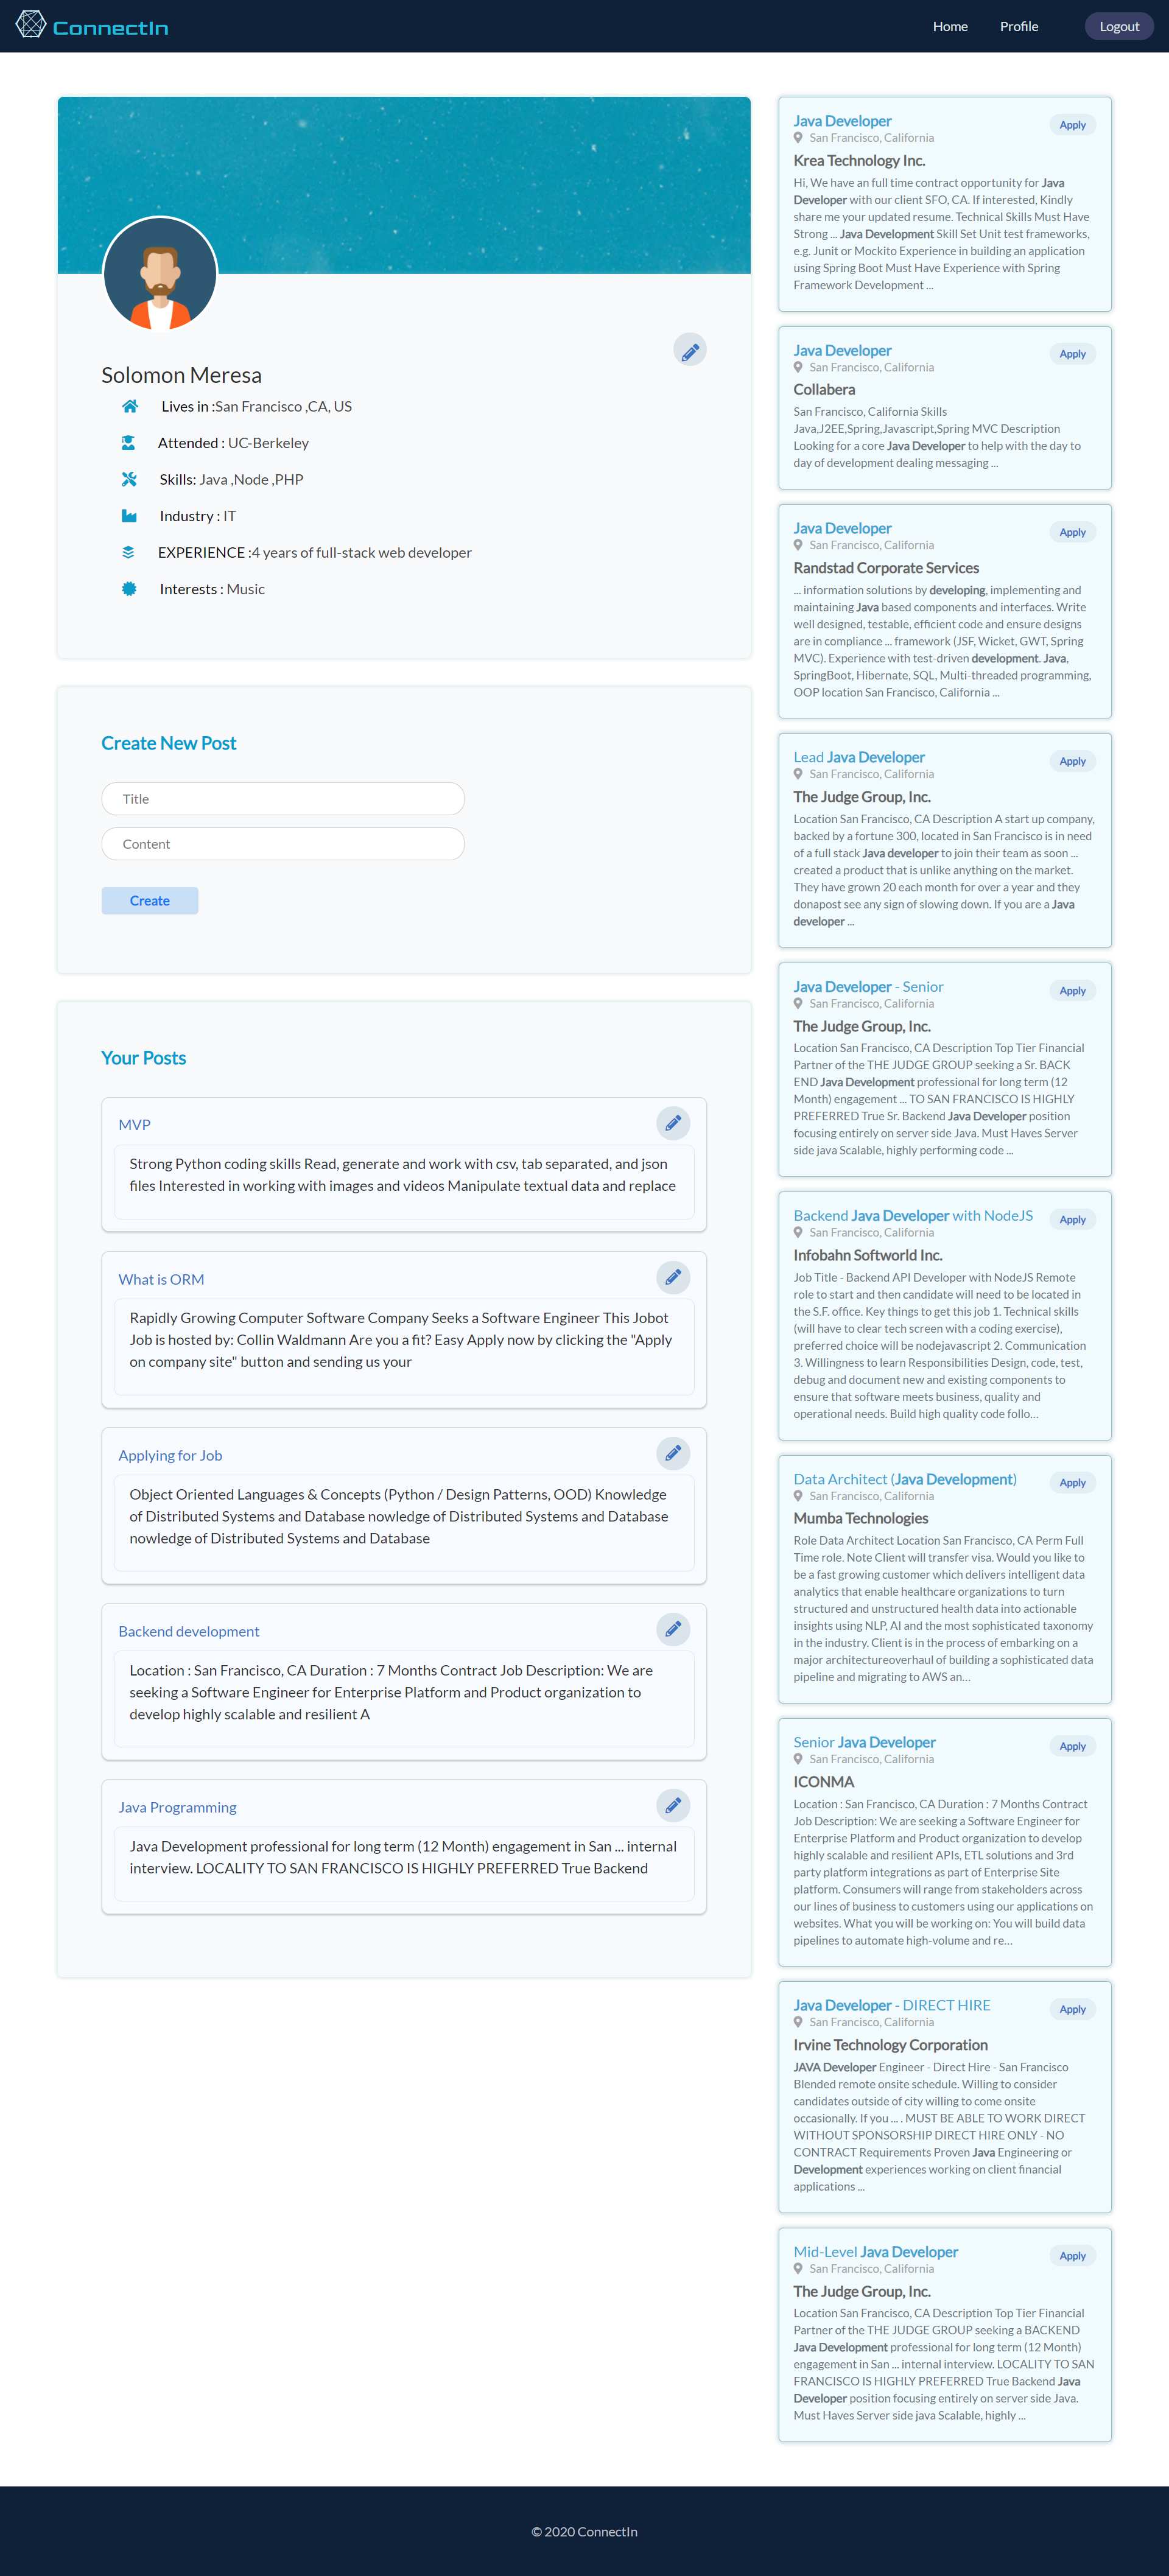 ConnectIn
Home
Profile
Logout
Solomon Meresa
Lives in :San Francisco ,CA, US
Attended : UC-Berkeley
Skills: Java ,Node ,PHP
Industry : IT
EXPERIENCE :4 years of full-stack web developer
Interests : Music
Create New Post
Title
Content
Create
Your Posts
MVP
Strong Python coding skills Read, generate and work with csv, tab separated, and json
files Interested in working with images and videos Manipulate textual data and replace
What is ORM
Rapidly Growing Computer Software Company Seeks a Software Engineer This Jobot
Job is hosted by: Collin Waldmann Are you a fit? Easy Apply now by clicking the "Apply
on company site" button and sending us your
Applying for Job
Object Oriented Languages & Concepts (Python / Design Patterns, OOD) Knowledge
of Distributed Systems and Database nowledge of Distributed Systems and Database
nowledge of Distributed Systems and Database
Backend development
Location : San Francisco, CA Duration : 7 Months Contract Job Description: We are
seeking a Software Engineer for Enterprise Platform and Product organization to
develop highly scalable and resilient A
Java Programming
Java Development professional for long term (12 Month) engagement in San ... internal
interview. LOCALITY TO SAN FRANCISCO IS HIGHLY PREFERRED True Backend
Java Developer
Apply
San Francisco, California
Krea Technology Inc.
Hi, We have an full time contract opportunity for Java
Developer with our client SFO, CA. If interested, Kindly
share me your updated resume. Technical Skills Must Have
Strong ... Java Development Skill Set Unit test frameworks,
e.g. Junit or Mockito Experience in building an application
using Spring Boot Must Have Experience with Spring
Framework Development ...
Java Developer
Apply
San Francisco, California
Collabera
San Francisco, California Skills
Java,J2EE,Spring,Javascript,Spring MVC Description
Looking for a core Java Developer to help with the day to
day of development dealing messaging ...
Java Developer
Apply
San Francisco, California
Randstad Corporate Services
... information solutions by developing, implementing and
maintaining Java based components and interfaces. Write
well designed, testable, efficient code and ensure designs
are in compliance ... framework (JSF, Wicket, GWT, Spring
MVC). Experience with test-driven development. Java,
SpringBoot, Hibernate, SQL, Multi-threaded programming,
OOP location San Francisco, California ...
Lead Java Developer
Apply
San Francisco, California
The Judge Group, Inc.
Location San Francisco, CA Description A start up company,
backed by a fortune 300, located in San Francisco is in need
of a full stack Java developer to join their team as soon ...
created a product that is unlike anything on the market.
They have grown 20 each month for over a year and they
donapost see any sign of slowing down. If you are a Java
developer ...
Java Developer - Senior
Apply
San Francisco, California
The Judge Group, Inc.
Location San Francisco, CA Description Top Tier Financial
Partner of the THE JUDGE GROUP seeking a Sr. BACK
END Java Development professional for long term (12
Month) engagement ... TO SAN FRANCISCO IS HIGHLY
PREFERRED True Sr. Backend Java Developer position
focusing entirely on server side Java. Must Haves Server
side java Scalable, highly performing code ...
Backend Java Developer with NodeJS
Apply
San Francisco, California
Infobahn Softworld Inc.
Job Title - Backend API Developer with NodeJS Remote
role to start and then candidate will need to be located in
the S.F. office. Key things to get this job 1. Technical skills
(will have to clear tech screen with a coding exercise),
preferred choice will be nodejavascript 2. Communication
3. Willingness to learn Responsibilities Design, code, test,
debug and document new and existing components to
ensure that software meets business, quality and
operational needs. Build high quality code follo...
Data Architect (Java Development)
Apply
San Francisco, California
Mumba Technologies
Role Data Architect Location San Francisco, CA Perm Full
Time role. Note Client will transfer visa. Would you like to
be a fast growing customer which delivers intelligent data
analytics that enable healthcare organizations to turn
structured and unstructured health data into actionable
insights using NLP, AI and the most sophisticated taxonomy
in the industry. Client is in the process of embarking on a
major architectureoverhaul of building a sophisticated data
pipeline and migrating to AWS an...
Senior Java Developer
Apply
San Francisco, California
ICONMA
Location : San Francisco, CA Duration : 7 Months Contract
Job Description: We are seeking a Software Engineer for
Enterprise Platform and Product organization to develop
highly scalable and resilient APIs, ETL solutions and 3rd
party platform integrations as part of Enterprise Site
platform. Consumers will range from stakeholders across
our lines of business to customers using our applications on
websites. What you will be working on: You will build data
pipelines to automate high-volume and re...
Java Developer - DIRECT HIRE
Apply
San Francisco, California
Irvine Technology Corporation
JAVA Developer Engineer - Direct Hire - San Francisco
Blended remote onsite schedule. Willing to consider
candidates outside of city willing to come onsite
occasionally. If you ... . MUST BE ABLE TO WORK DIRECT
WITHOUT SPONSORSHIP DIRECT HIRE ONLY - NO
CONTRACT Requirements Proven Java Engineering or
Development experiences working on client financial
applications ...
Mid-Level Java Developer
Apply
San Francisco, California
The Judge Group, Inc.
Location San Francisco, CA Description Top Tier Financial
Partner of the THE JUDGE GROUP seeking a BACKEND
Java Development professional for long term (12 Month)
engagement in San ... internal interview. LOCALITY TO SAN
FRANCISCO IS HIGHLY PREFERRED True Backend Java
Developer position focusing entirely on server side Java.
Must Haves Server side java Scalable, highly ...
© 2020 ConnectIn